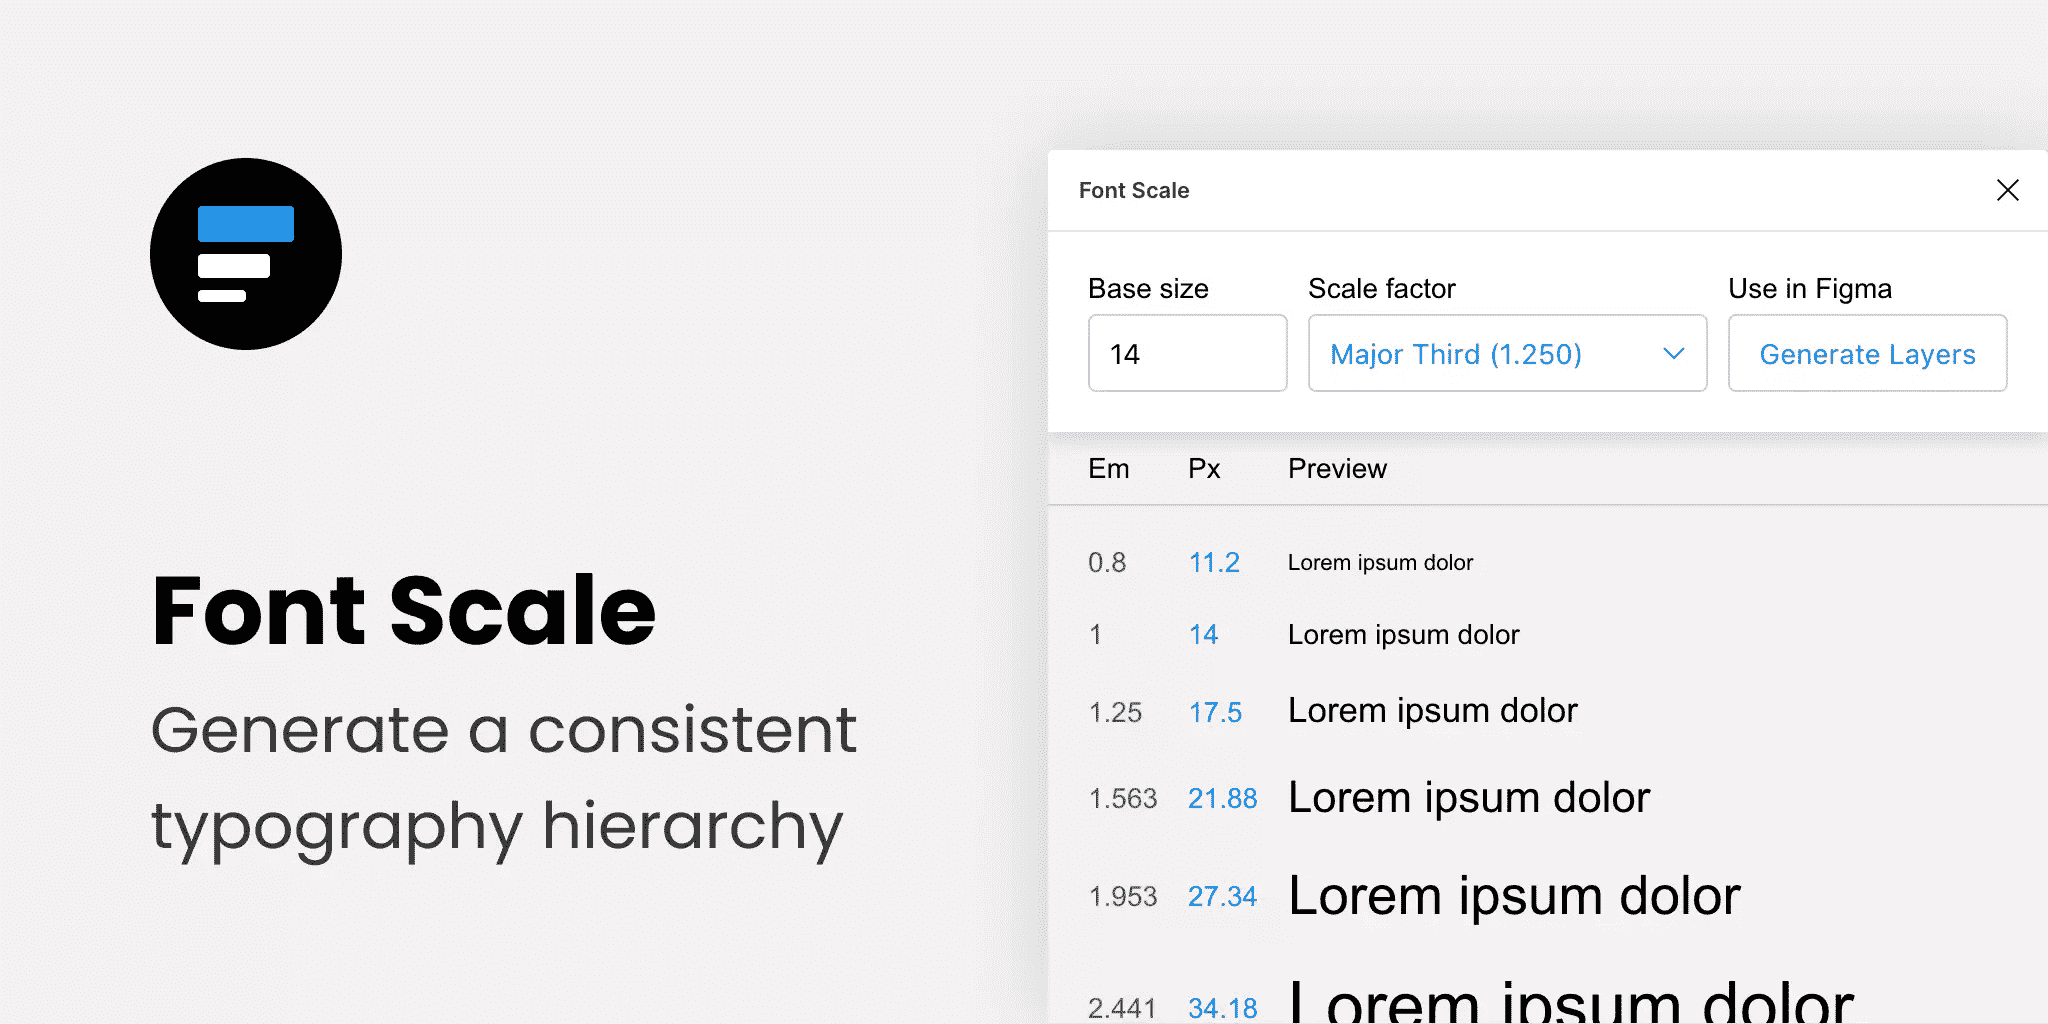 Font Scale
Generate a consistent
typography hierarchy
Font Scale
Base size Scale factor Use in Figma
14 Major Third (1.250) Generate Layers
Em Px Preview
0.8 11.2 Lorem ipsum dolor
1 14 Lorem ipsum dolor
1.25 17.5 Lorem ipsum dolor
1.563 21.88 Lorem ipsum dolor
1.953 27.34 Lorem ipsum dolor
2.441 34.18 Lorem ipsum dolor